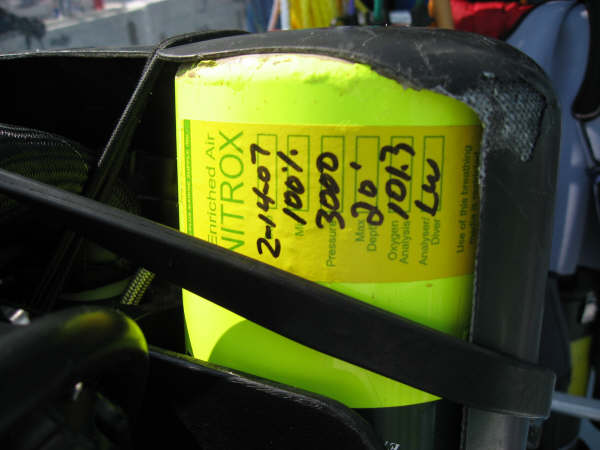 Enriched Air
NITROX
2-14-07
100%
Pressure 3000
Max Depth 20'
Oxygen Analysis 101.3
Analyser/ Diver LW
Use of this breathing